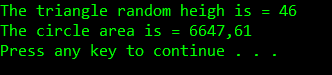 The triangle random heigh is = 46
The circle area is = 6647,61
Press any key to continue . . .